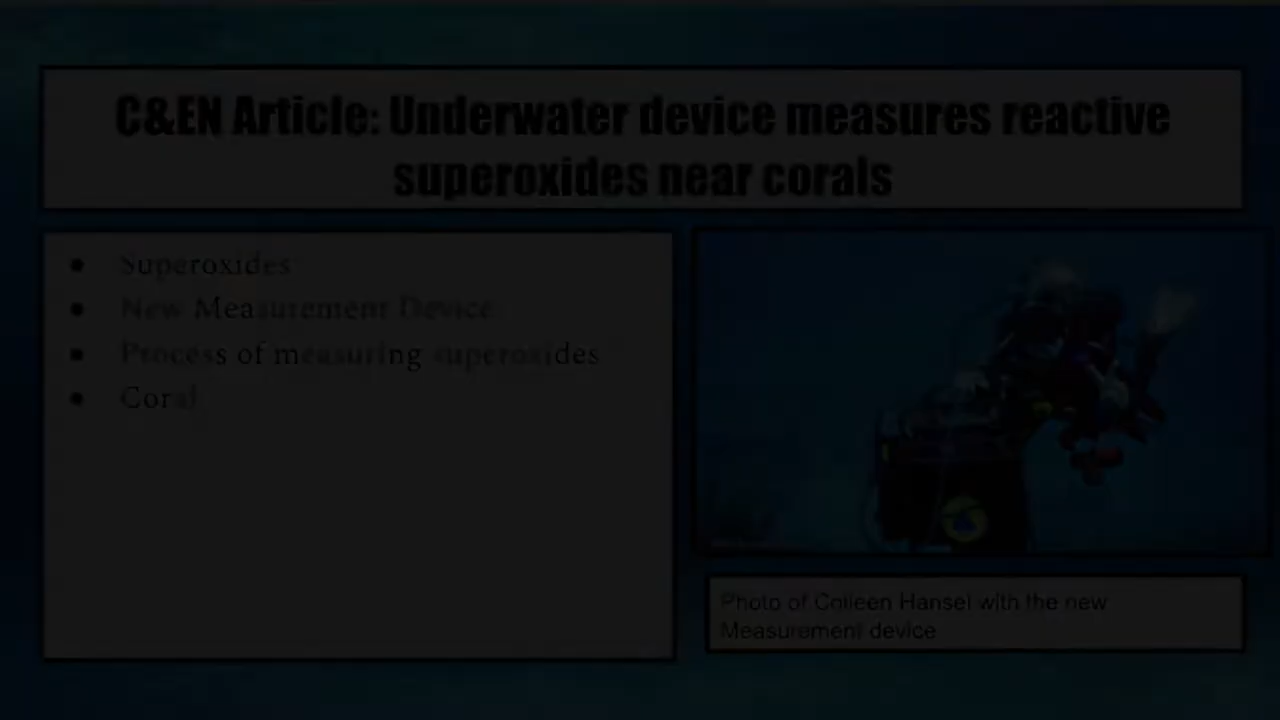 C&EN Article: Underwater device measures reactive
superoxides near corals
● Superoxides
● New Measurement Device
● Process of measuring superoxides
● Coral
Photo of Colleen Hansel with the new
Measurement device